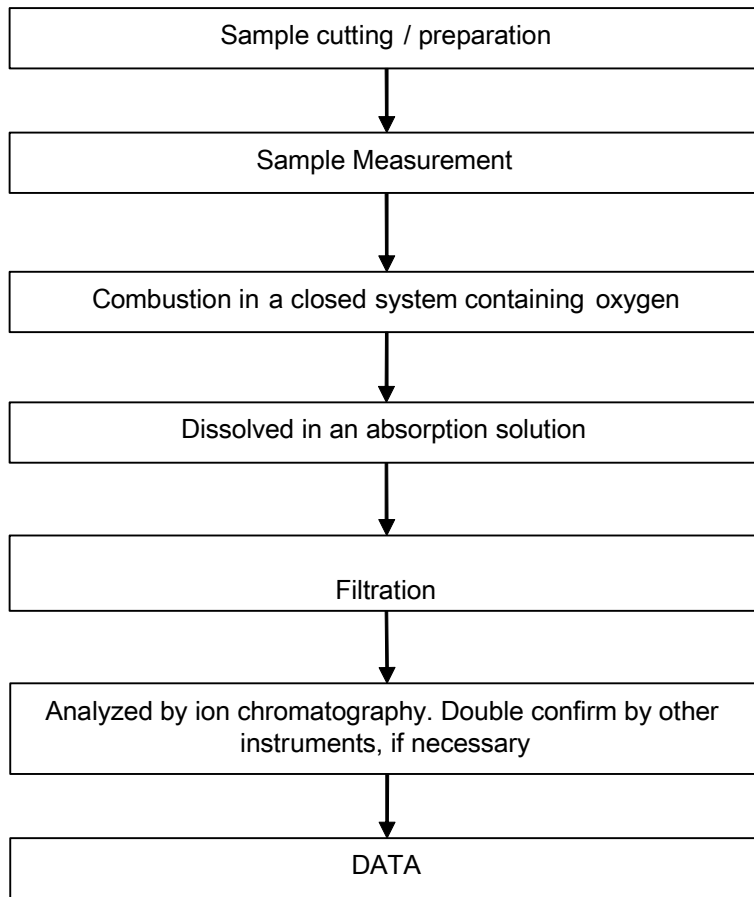 Sample cutting / preparation
Sample Measurement
Combustion in a closed system containing oxygen
Dissolved in an absorption solution
Filtration
Analyzed by ion chromatography. Double confirm by other
instruments, if necessary
DATA